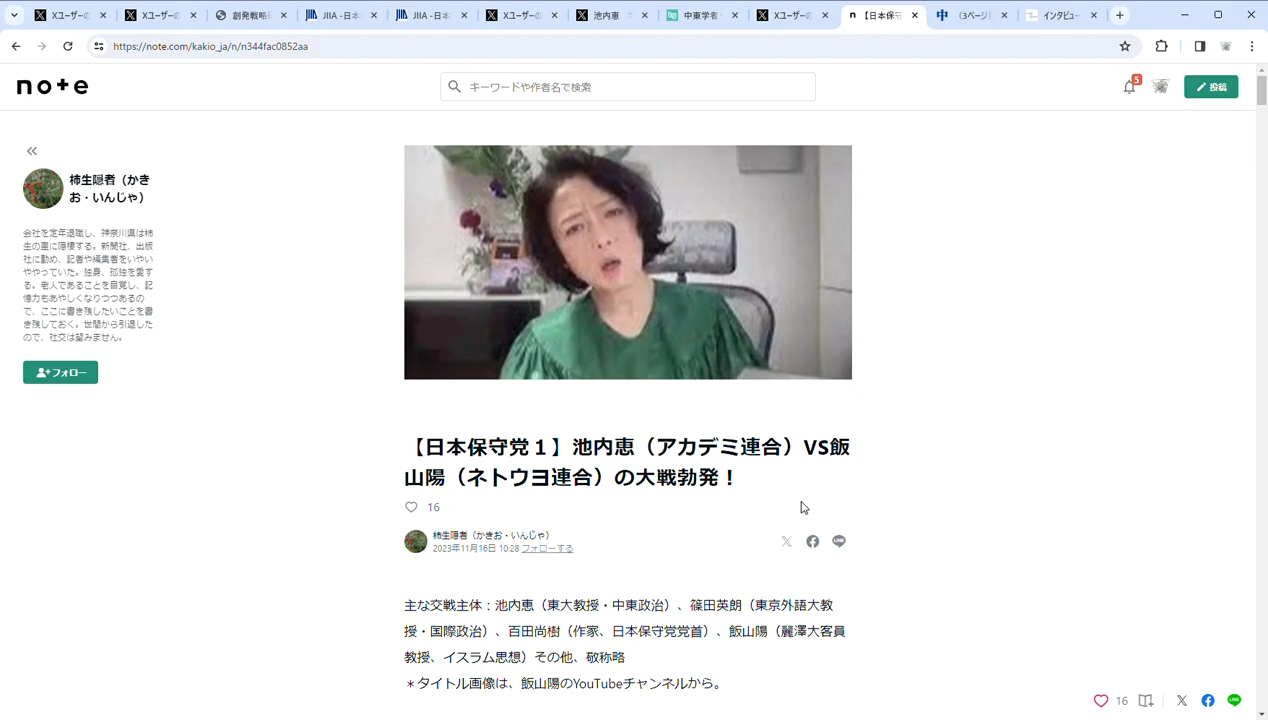 Xユーザーの
Xユーザーの
創発戦略研
JIIA -日本
JIIA -日本
Xユーザーの
池内恵
中東学者
Xユーザーの
【日本保守
(3ページ)
インタビュー
https://note.com/kakio_ja/n/n344fac0852aa
note
キーワードや作者名で検索
5
投稿
柿生隠者（かき
お・いんじゃ）
会社を定年退職し、神奈川県は柿
生の里に隠棲する。新聞社、出版
社に勤め、記者や編集者をいやい
ややっていた。独身、孤独を愛す
る。老人であることを自覚し、記
憶力もあやしくなりつつあるの
で、ここに書き残したいことを書
き残しておく。世間から引退した
ので、社交は望みません。
フォロー
【日本保守党１】池内恵（アカデミ連合）VS飯
山陽（ネトウヨ連合）の大戦勃発！
16
柿生隠者（かきお・いんじゃ）
2023年11月16日 10:28 フォローする
主な交戦主体：池内恵（東大教授・中東政治）、篠田英朗（東京外語大教
授・国際政治）、百田尚樹（作家、日本保守党党首）、飯山陽（麗澤大客員
教授、イスラム思想）その他、敬称略
＊タイトル画像は、飯山陽のYouTubeチャンネルから。
16